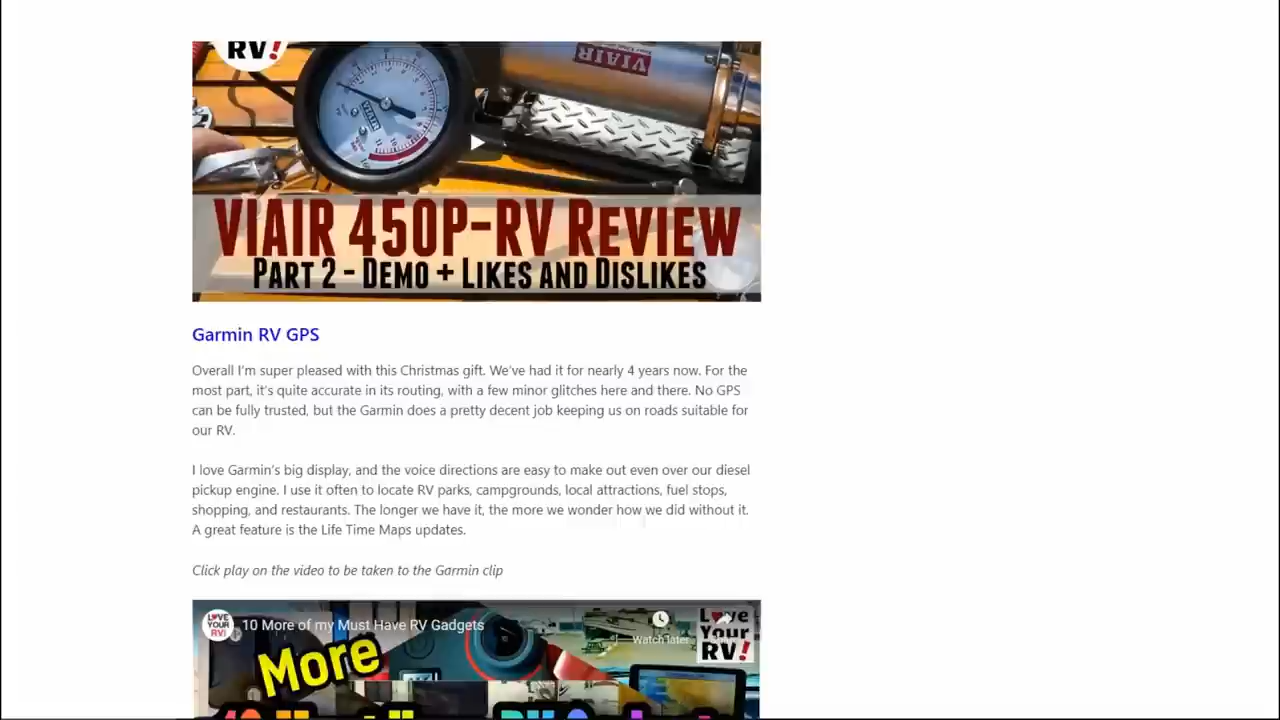 RV!
VIAIR
VIAIR
VIAIR 450P-RV REVIEW
PART 2 - DEMO + LIKES AND DISLIKES
Garmin RV GPS
Overall I'm super pleased with this Christmas gift. We've had it for nearly 4 years now. For the
most part, it's quite accurate in its routing, with a few minor glitches here and there. No GPS
can be fully trusted, but the Garmin does a pretty decent job keeping us on roads suitable for
our RV.
I love Garmin's big display, and the voice directions are easy to make out even over our diesel
pickup engine. I use it often to locate RV parks, campgrounds, local attractions, fuel stops,
shopping, and restaurants. The longer we have it, the more we wonder how we did without it.
A great feature is the Life Time Maps updates.
Click play on the video to be taken to the Garmin clip
LOVE
YOUR
RV!
10 More of my Must Have RV Gadgets
Watch later
Share
Love
Your
RV!
More